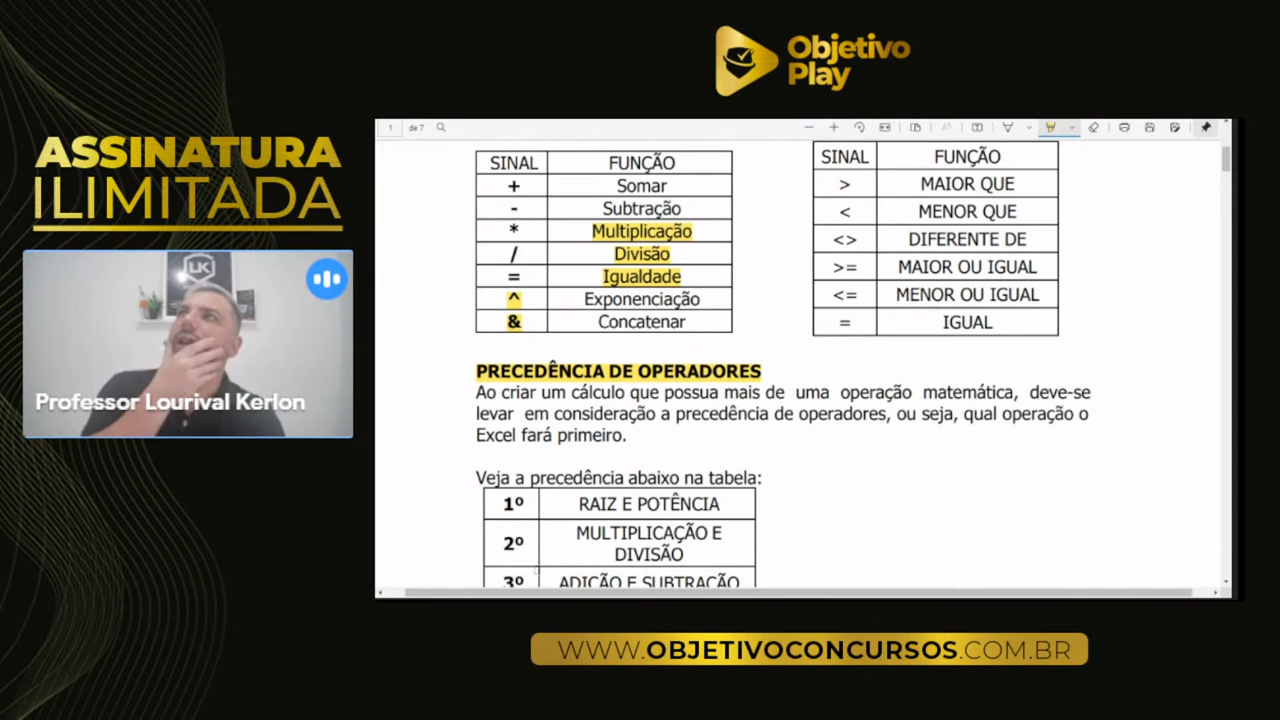 Objetivo
Play
ASSINATURA
ILIMITADA
LK
Professor Lourival Kerlon
1 de 7
SINAL FUNÇÃO
+ Somar
- Subtração
* Multiplicação
/ Divisão
= Igualdade
^ Exponenciação
& Concatenar
SINAL FUNÇÃO
> MAIOR QUE
< MENOR QUE
<> DIFERENTE DE
>= MAIOR OU IGUAL
<= MENOR OU IGUAL
= IGUAL
PRECEDÊNCIA DE OPERADORES
Ao criar um cálculo que possua mais de uma operação matemática, deve-se
levar em consideração a precedência de operadores, ou seja, qual operação o
Excel fará primeiro.
Veja a precedência abaixo na tabela:
1º RAIZ E POTÊNCIA
2º MULTIPLICAÇÃO E
DIVISÃO
3º ADIÇÃO E SUBTRAÇÃO
WWW.OBJETIVOCONCURSOS.COM.BR